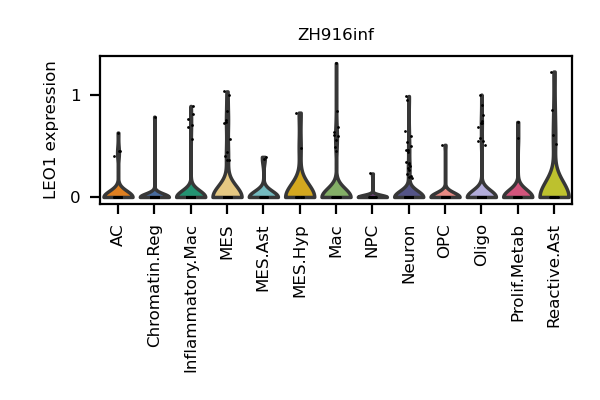 ZH916inf
LEO1 expression
1
0
AC
Chromatin.Reg
Inflammatory.Mac
MES
MES.Ast
MES.Hyp
Mac
NPC
Neuron
OPC
Oligo
Prolif.Metab
Reactive.Ast